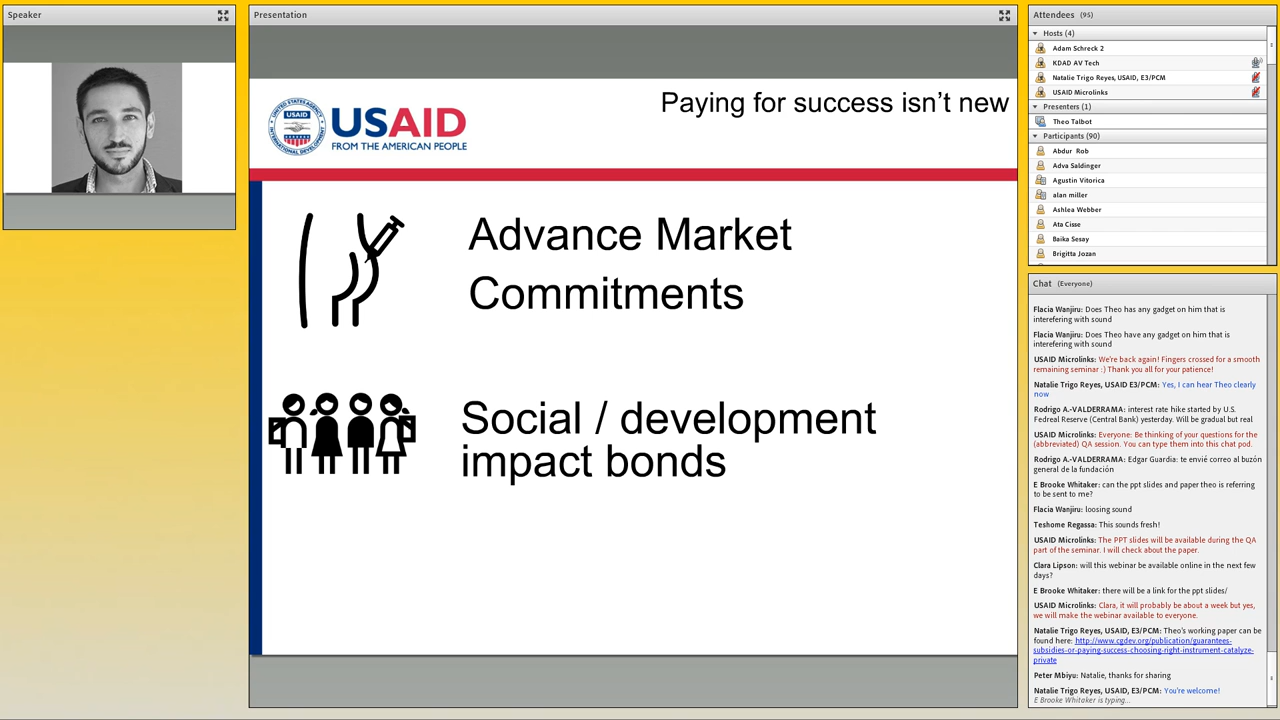 Speaker
Presentation
Paying for success isn't new
USAID
USAID
FROM THE AMERICAN PEOPLE
Advance Market
Commitments
Social / development
impact bonds
Attendees (95)
Hosts (4)
Adam Schreck 2
KDAD AV Tech
Natalie Trigo Reyes, USAID, E3/PCM
USAID Microlinks
Presenters (1)
Theo Talbot
Participants (90)
Abdur Rob
Adva Saldinger
Agustin Vitorica
alan miller
Ashlea Webber
Ata Cisse
Baika Sesay
Brigitta Jozan
Chat (Everyone)
Flacia Wanjiru: Does Theo has any gadget on him that is
interefering with sound
Flacia Wanjiru: Does Theo have any gadget on him that is
interefering with sound
USAID Microlinks: We're back again! Fingers crossed for a smooth
remaining seminar :) Thank you all for your patience!
Natalie Trigo Reyes, USAID E3/PCM: Yes, I can hear Theo clearly
now
Rodrigo A.-VALDERRAMA: interest rate hike started by U.S.
Fedreal Reserve (Central Bank) yesterday. Will be gradual but real
USAID Microlinks: Everyone: Be thinking of your questions for the
(abbreviated) QA session. You can type them into this chat pod.
Rodrigo A.-VALDERRAMA: Edgar Guardia: te envié correo al buzón
general de la fundación
E Brooke Whitaker: can the ppt slides and paper theo is referring
to be sent to me?
Flacia Wanjiru: loosing sound
Teshome Regassa: This sounds fresh!
USAID Microlinks: The PPT slides will be available during the QA
part of the seminar. I will check about the paper.
Clara Lipson: will this webinar be available online in the next few
days?
E Brooke Whitaker: there will be a link for the ppt slides/
USAID Microlinks: Clara, it will probably be about a week but yes,
we will make the webinar available to everyone.
Natalie Trigo Reyes, USAID, E3/PCM: Theo's working paper can be
found here: http://www.cgdev.org/publication/guarantees-
subsidies-or-paying-success-choosing-right-instrument-catalyze-
private
Peter Mbiyu: Natalie, thanks for sharing
Natalie Trigo Reyes, USAID, E3/PCM: You're welcome!
E Brooke Whitaker is typing...